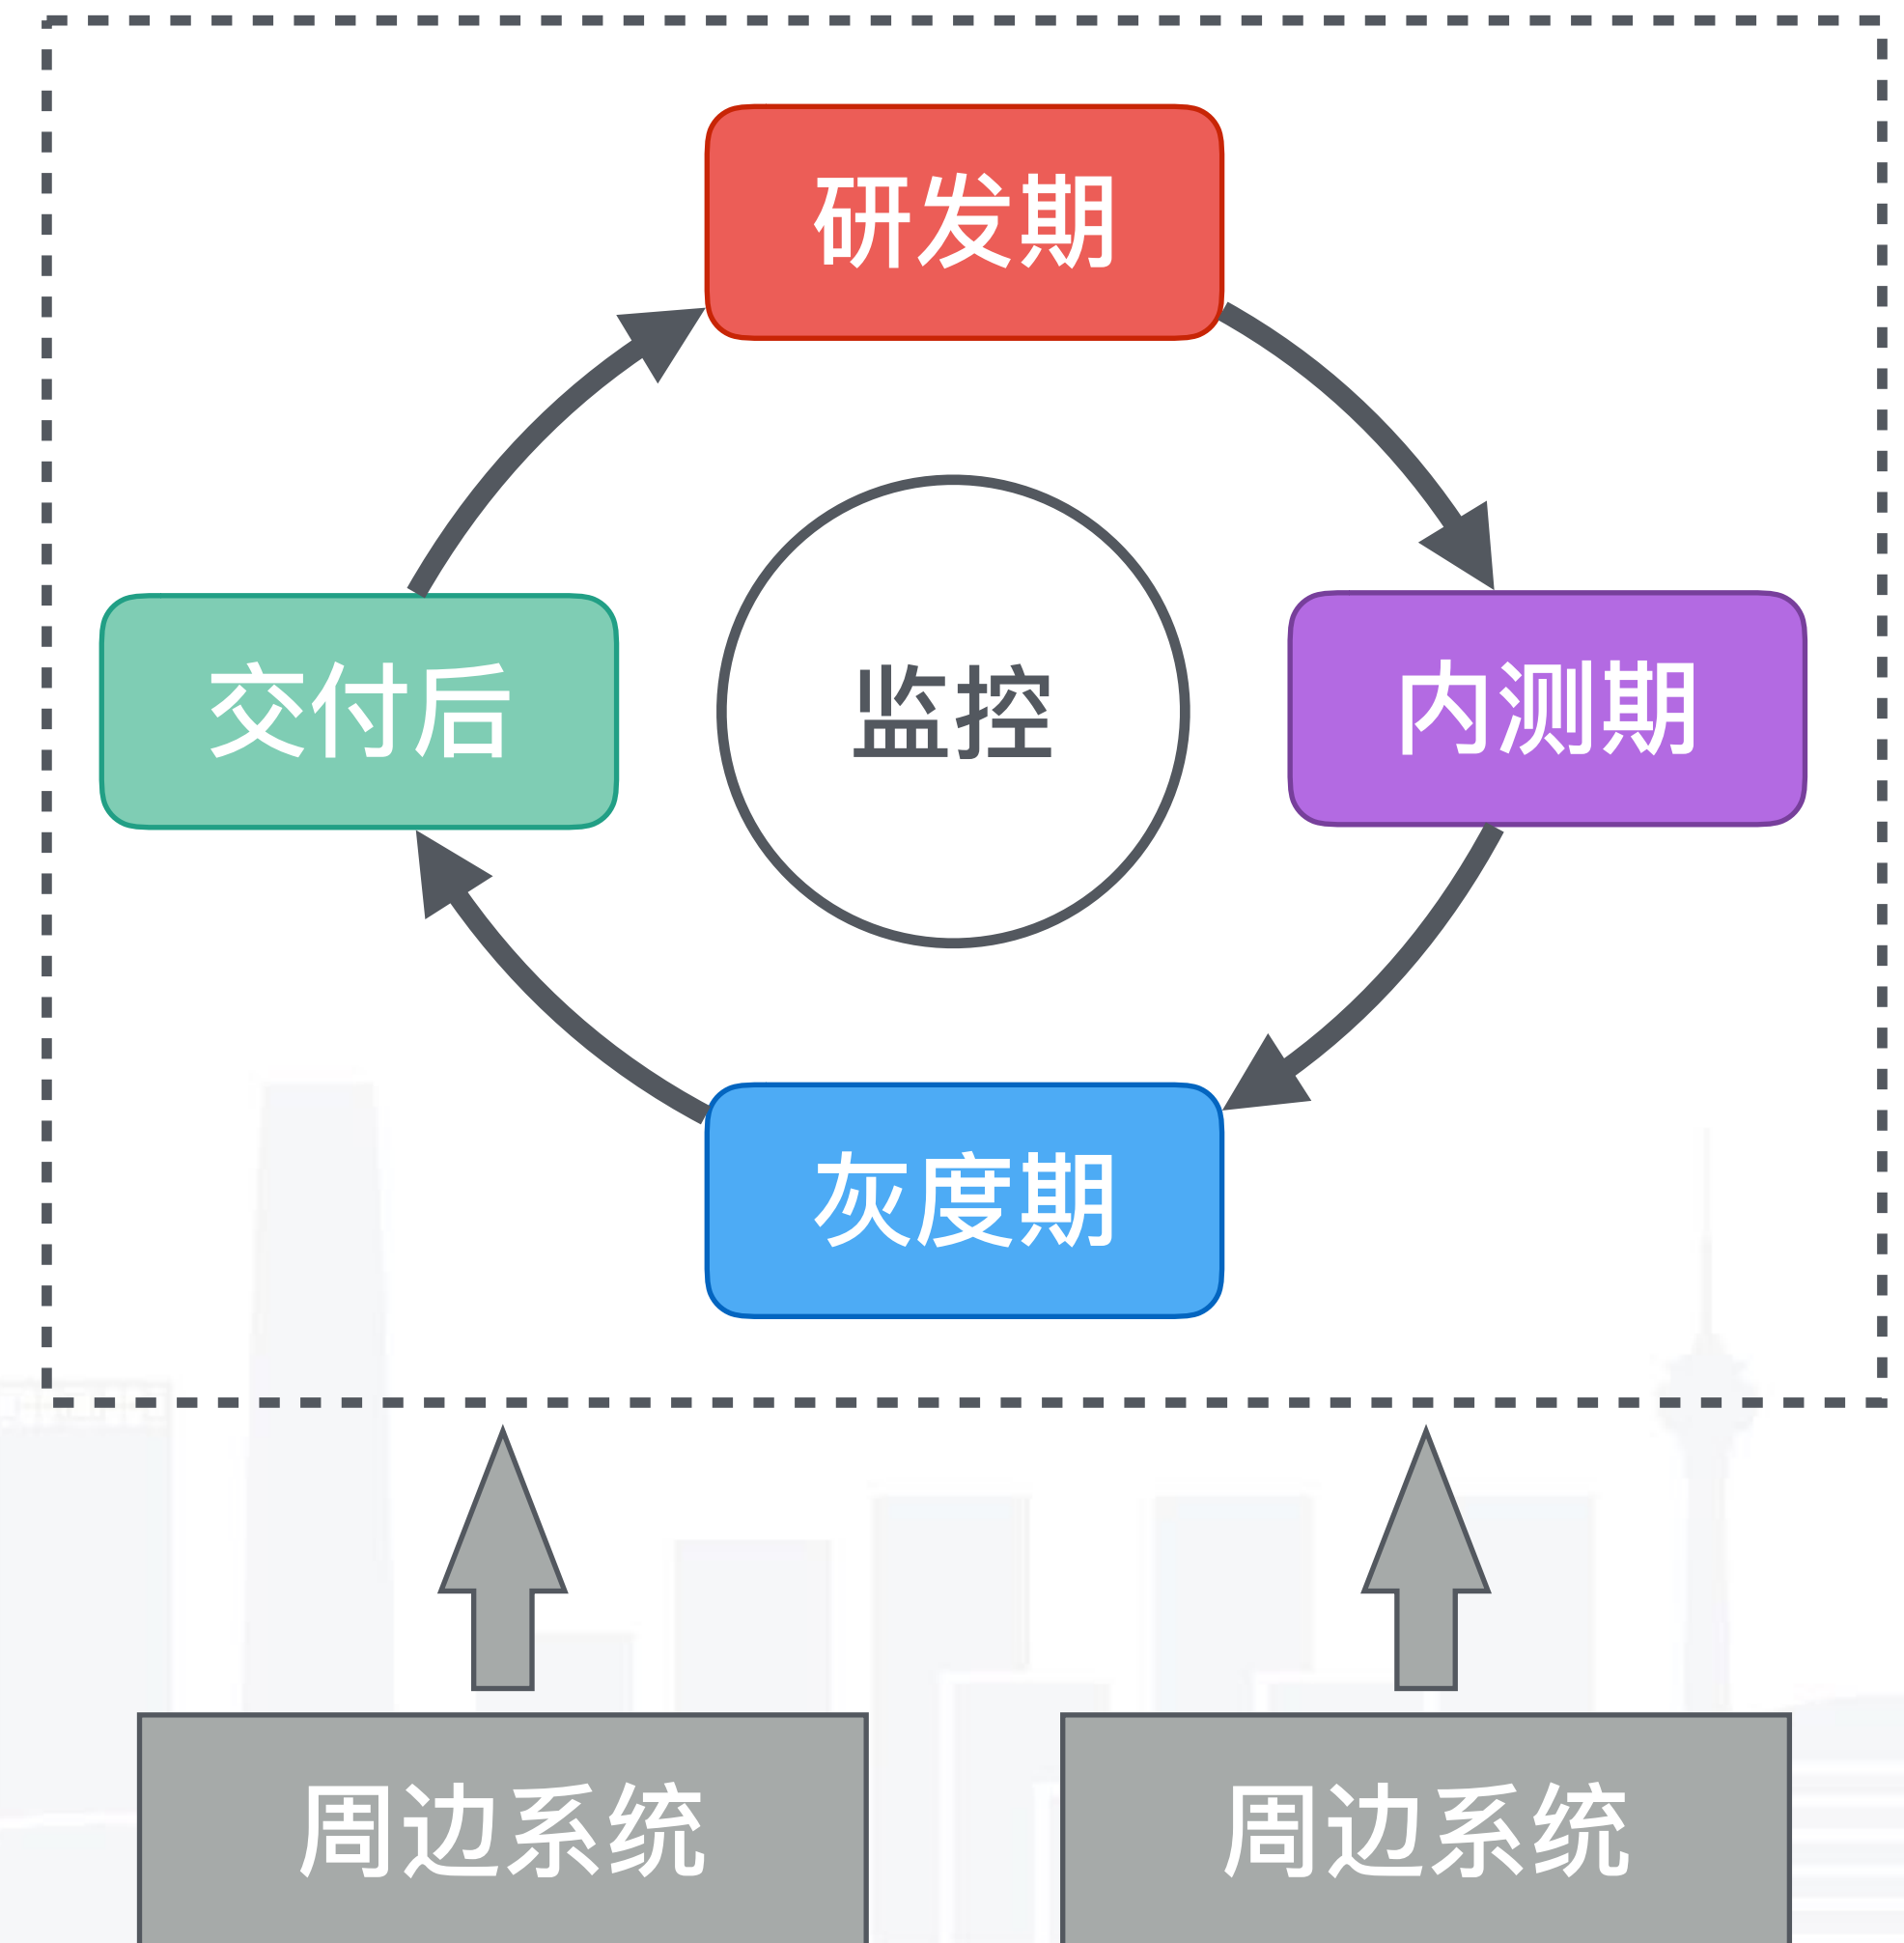 研发期
交付后
监控
内测期
灰度期
周边系统
周边系统